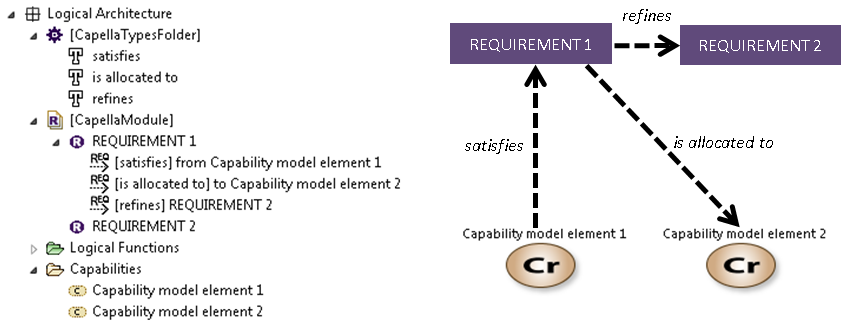 Logical Architecture
[CapellaTypesFolder]
satisfies
is allocated to
refines
[CapellaModule]
R
REQUIREMENT 1
REQ [satisfies] from Capability model element 1
REQ [is allocated to] to Capability model element 2
REQ [refines] REQUIREMENT 2
R REQUIREMENT 2
Logical Functions
Capabilities
C Capability model element 1
C Capability model element 2
refines
REQUIREMENT 1
REQUIREMENT 2
satisfies
is allocated to
Capability model element 1
Capability model element 2
Cr
Cr